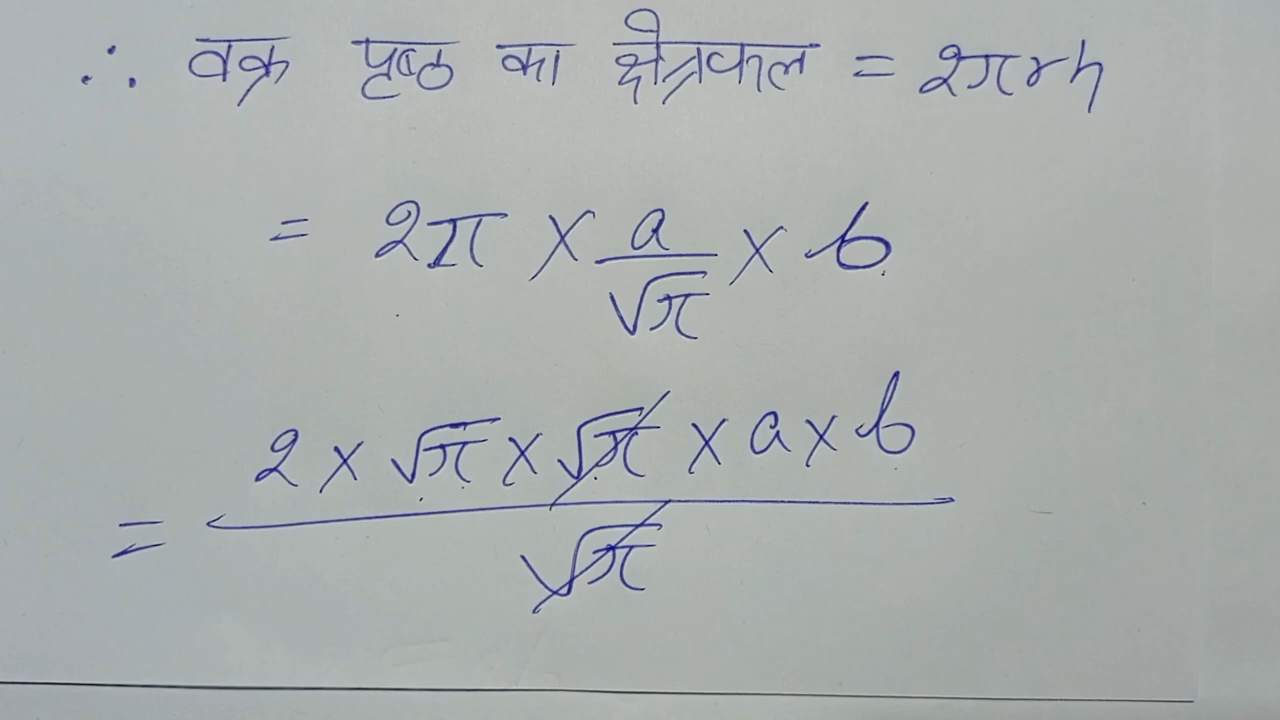 ∴ वक्र पृष्ठ का क्षेत्रफल = 2πrh
= 2π × a/√π × b
= 2 × √π × √π × a × b / √π